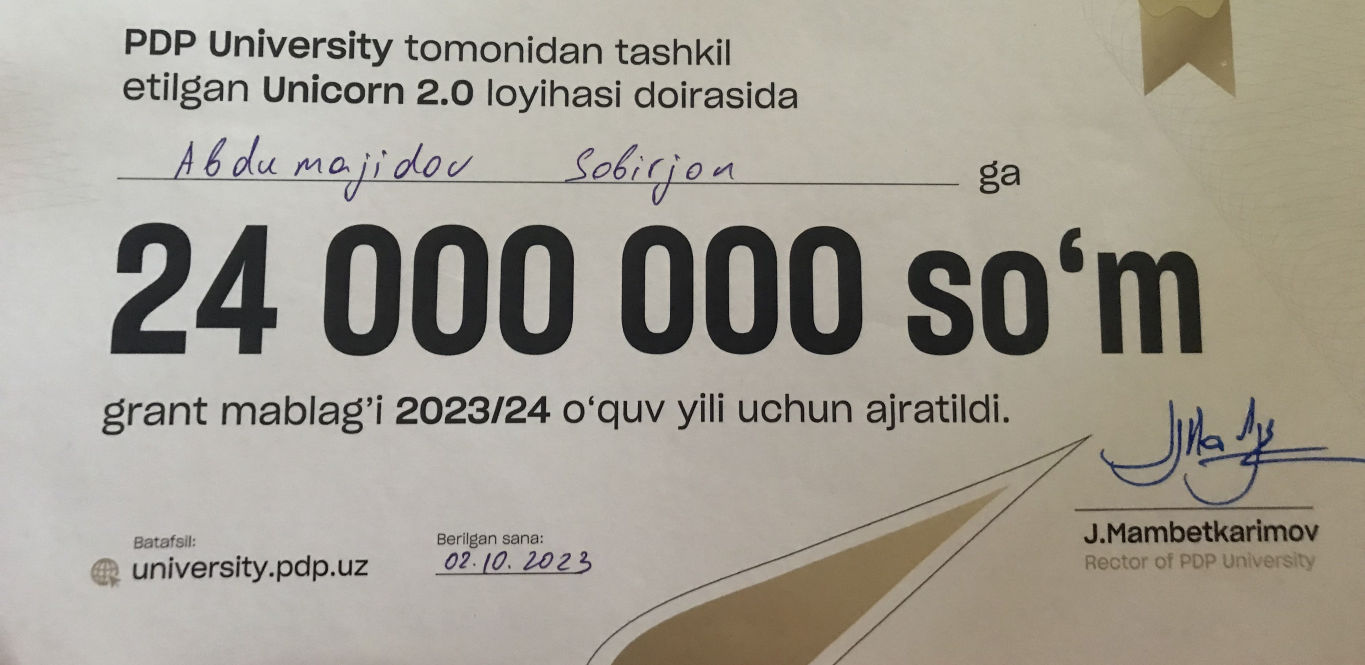 PDP University tomonidan tashkil
etilgan Unicorn 2.0 loyihasi doirasida
Abdumajidov Sobirjon ga
24 000 000 so‘m
grant mablag’i 2023/24 o‘quv yili uchun ajratildi.
J.Mambetkarimov
Rector of PDP University
Batafsil:
university.pdp.uz
Berilgan sana:
02.10.2023